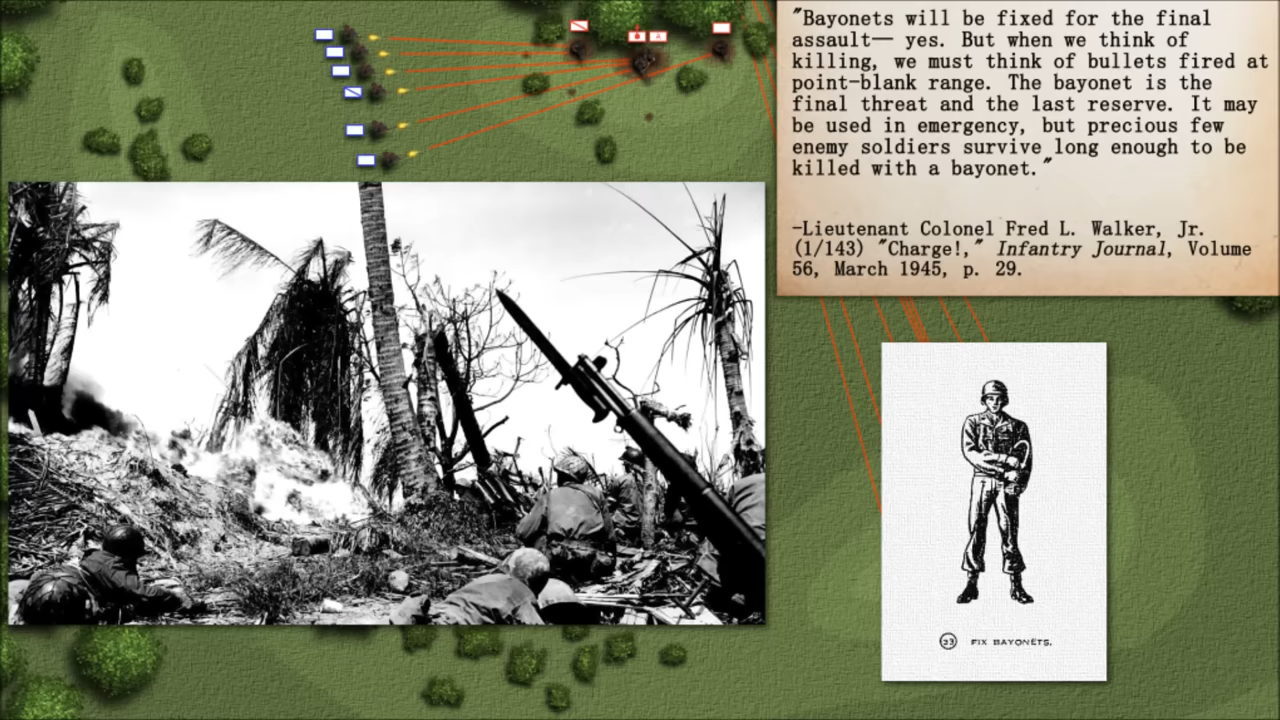 "Bayonets will be fixed for the final
assault— yes. But when we think of
killing, we must think of bullets fired at
point-blank range. The bayonet is the
final threat and the last reserve. It may
be used in emergency, but precious few
enemy soldiers survive long enough to be
killed with a bayonet."
-Lieutenant Colonel Fred L. Walker, Jr.
(1/143) "Charge!," Infantry Journal, Volume
56, March 1945, p. 29.
23 FIX BAYONETS.